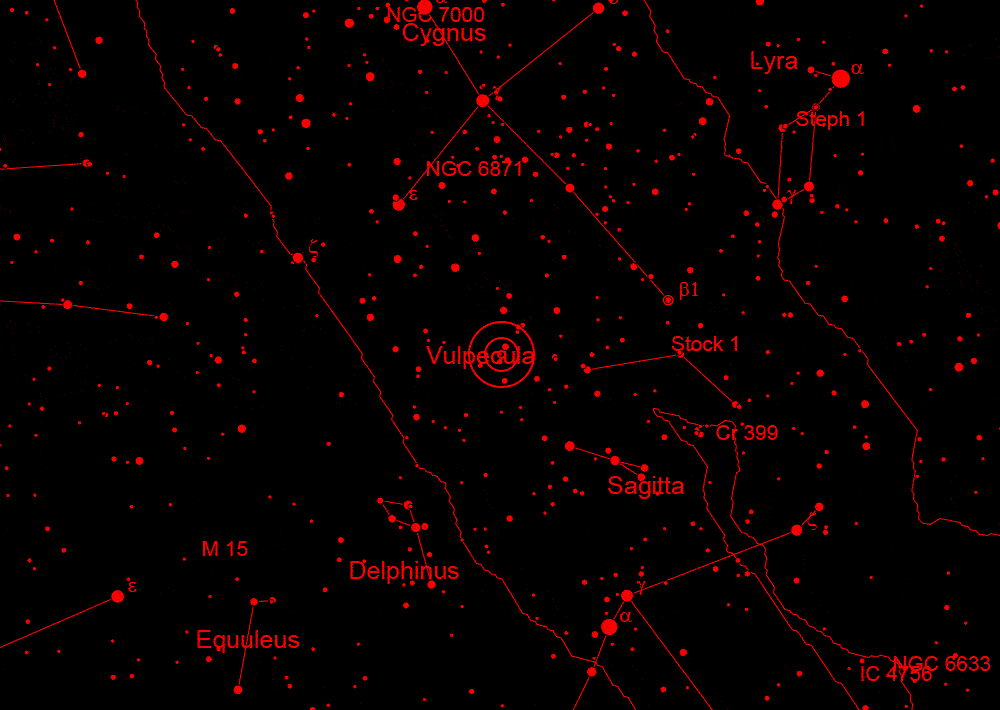 α
NGC 7000
Cygnus
Lyra
α
γ
Steph 1
NGC 6871
ε
γ
ζ
β1
Stock 1
Vulpecula
Cr 399
Sagitta
ζ
M 15
Delphinus
ε
γ
α
Equuleus
NGC 6633
IC 4756